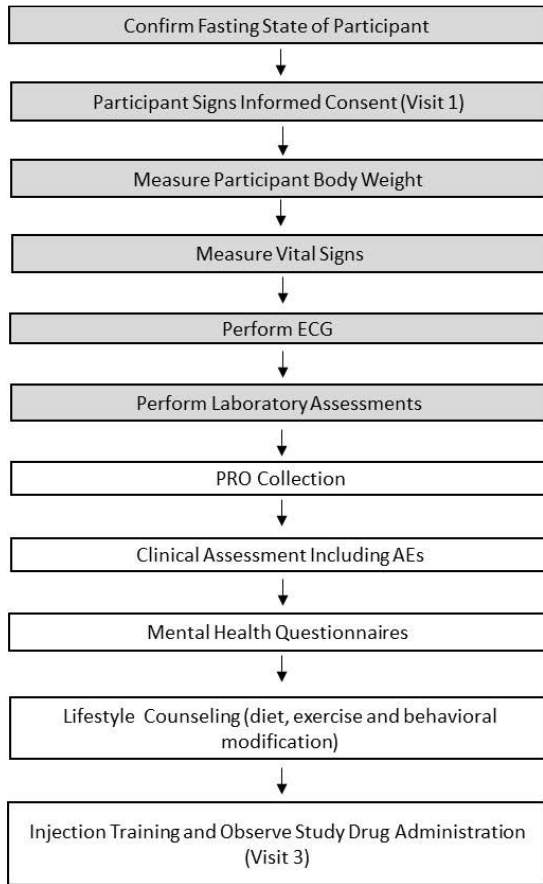 Confirm Fasting State of Participant
Participant Signs Informed Consent (Visit 1)
Measure Participant Body Weight
Measure Vital Signs
Perform ECG
Perform Laboratory Assessments
PRO Collection
Clinical Assessment Including AEs
Mental Health Questionnaires
Lifestyle Counseling (diet, exercise and behavioral
modification)
Injection Training and Observe Study Drug Administration
(Visit 3)